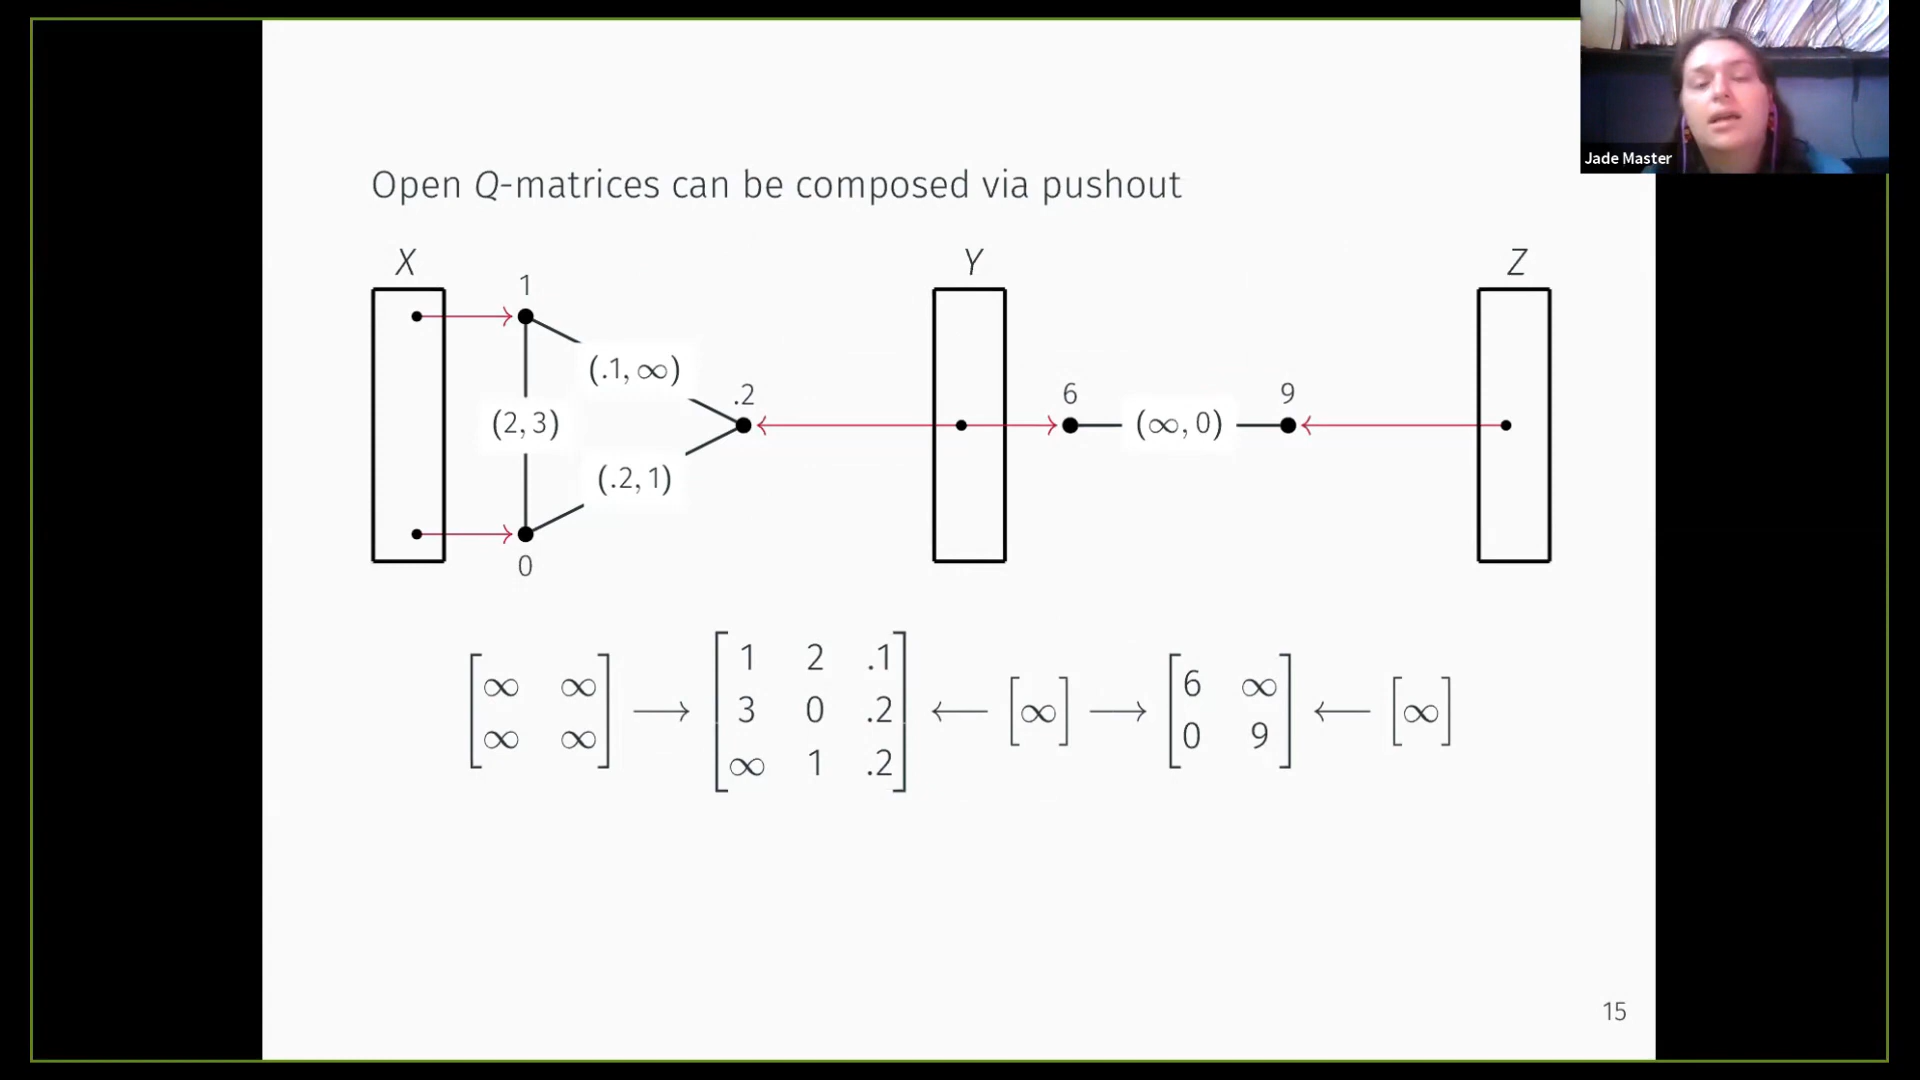 Jade Master
Open Q-matrices can be composed via pushout
X Y Z
1
(.1, ∞)
.2 6 9
(2, 3) (∞, 0)
(.2, 1)
0
[∞ ∞
∞ ∞] ⟶ [1 2 .1
3 0 .2
∞ 1 .2] ⟵ [∞] ⟶ [6 ∞
0 9] ⟵ [∞]
15